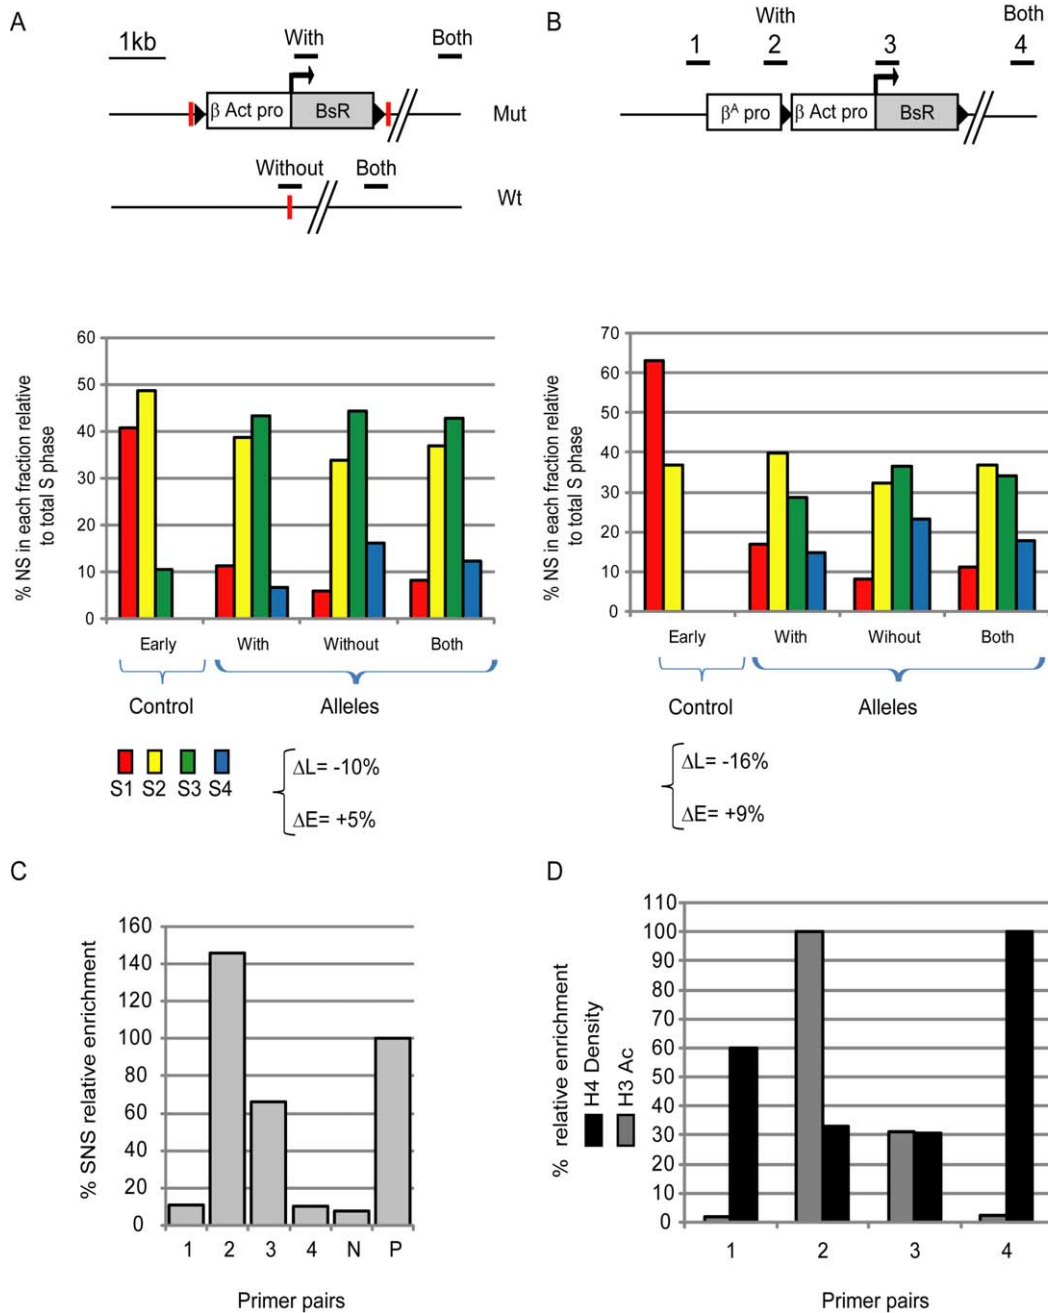 A
1kb
With
Both
β Act pro
BsR
Mut
Without
Both
Wt
B
With
Both
1
2
3
4
βA pro
β Act pro
BsR
% NS in each fraction relative
to total S phase
60
50
40
30
20
10
0
Early
With
Without
Both
Control
Alleles
S1
S2
S3
S4
ΔL= -10%
ΔE= +5%
% NS in each fraction relative
to total S phase
70
60
50
40
30
20
10
0
Early
With
Wihout
Both
Control
Alleles
ΔL= -16%
ΔE= +9%
C
% SNS relative enrichment
160
140
120
100
80
60
40
20
0
1
2
3
4
N
P
Primer pairs
D
% relative enrichment
H4 Density
H3 Ac
110
100
90
80
70
60
50
40
30
20
10
0
1
2
3
4
Primer pairs